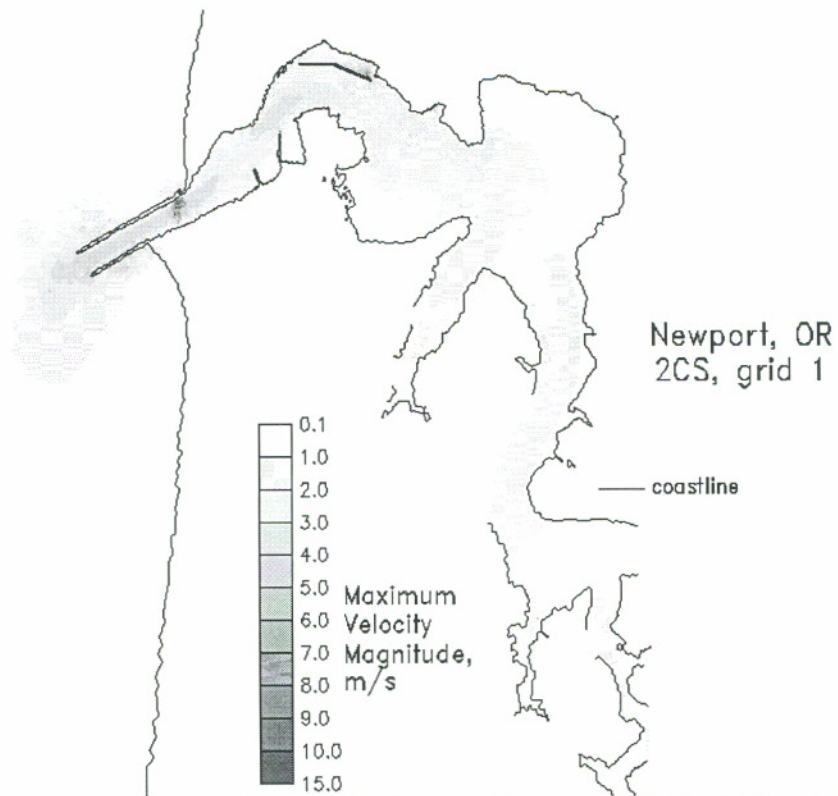 Newport, OR
2CS, grid 1
coastline
0.1
1.0
2.0
3.0
4.0
5.0
6.0
7.0
8.0
9.0
10.0
15.0
Maximum
Velocity
Magnitude,
m/s